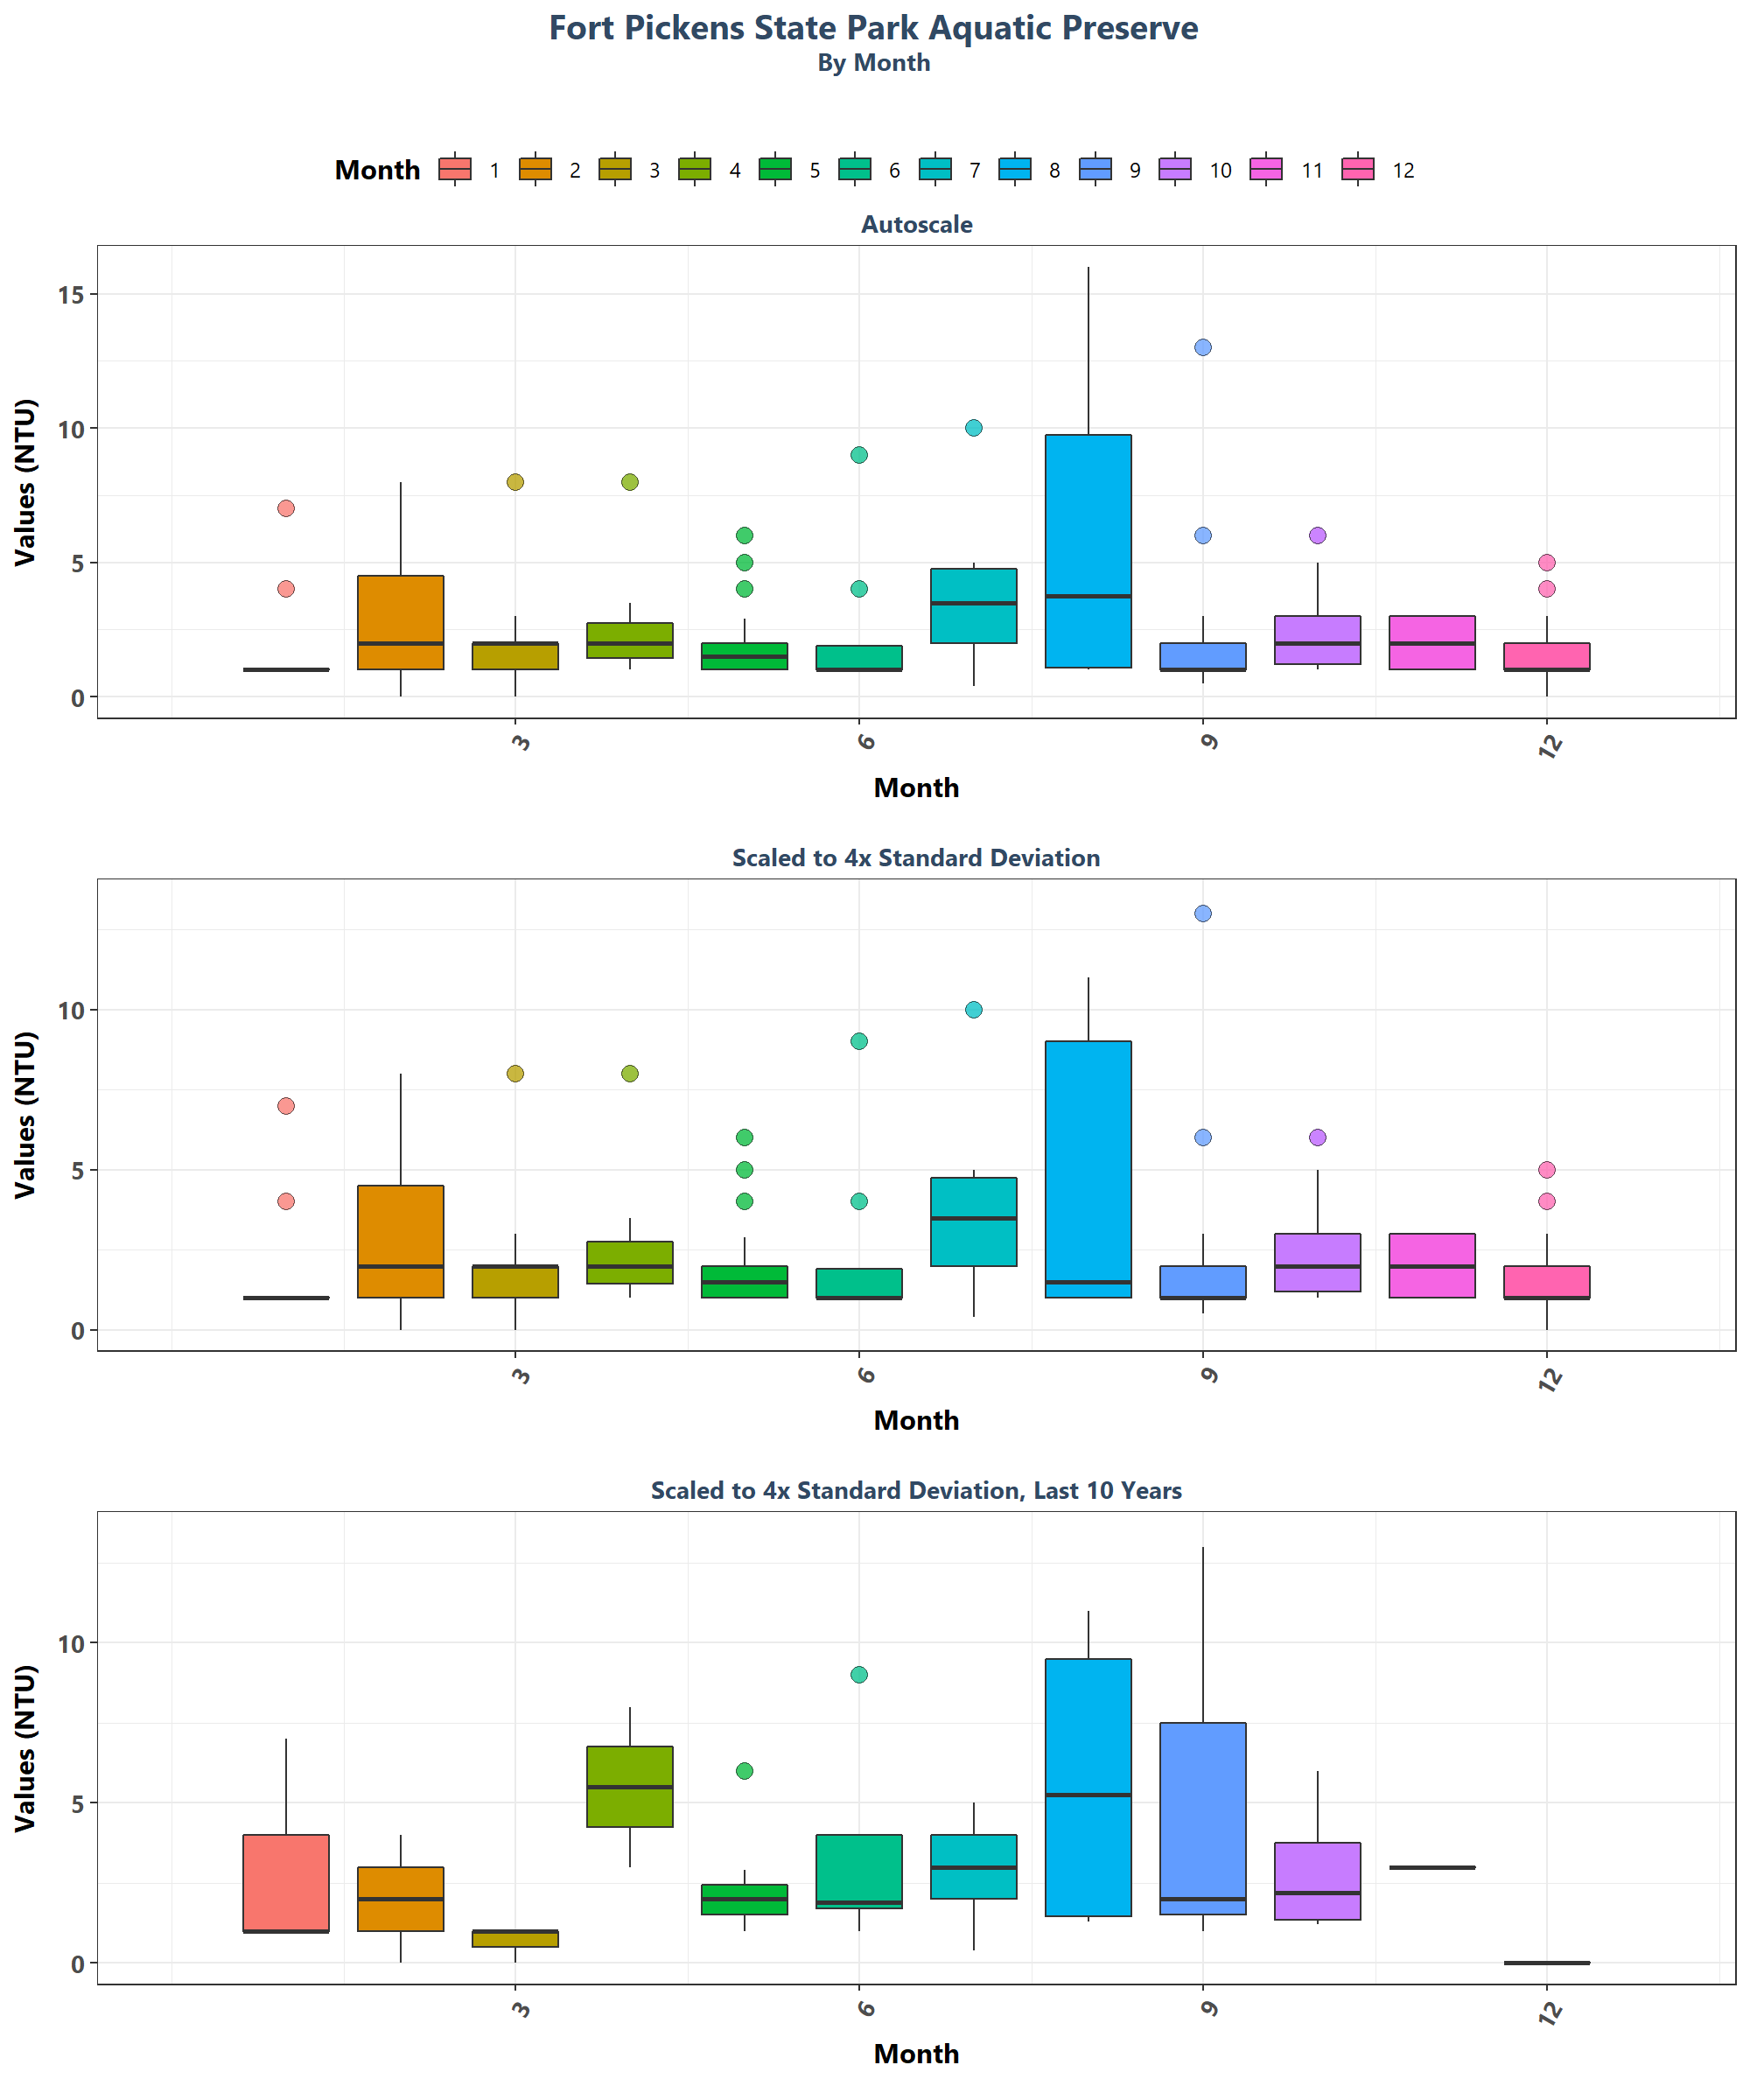 Fort Pickens State Park Aquatic Preserve
By Month
Month 1 2 3 4 5 6 7 8 9 10 11 12
Autoscale
Values (NTU)
15
10
5
0
3 6 9 12
Month
Scaled to 4x Standard Deviation
Values (NTU)
10
5
0
3 6 9 12
Month
Scaled to 4x Standard Deviation, Last 10 Years
Values (NTU)
10
5
0
3 6 9 12
Month